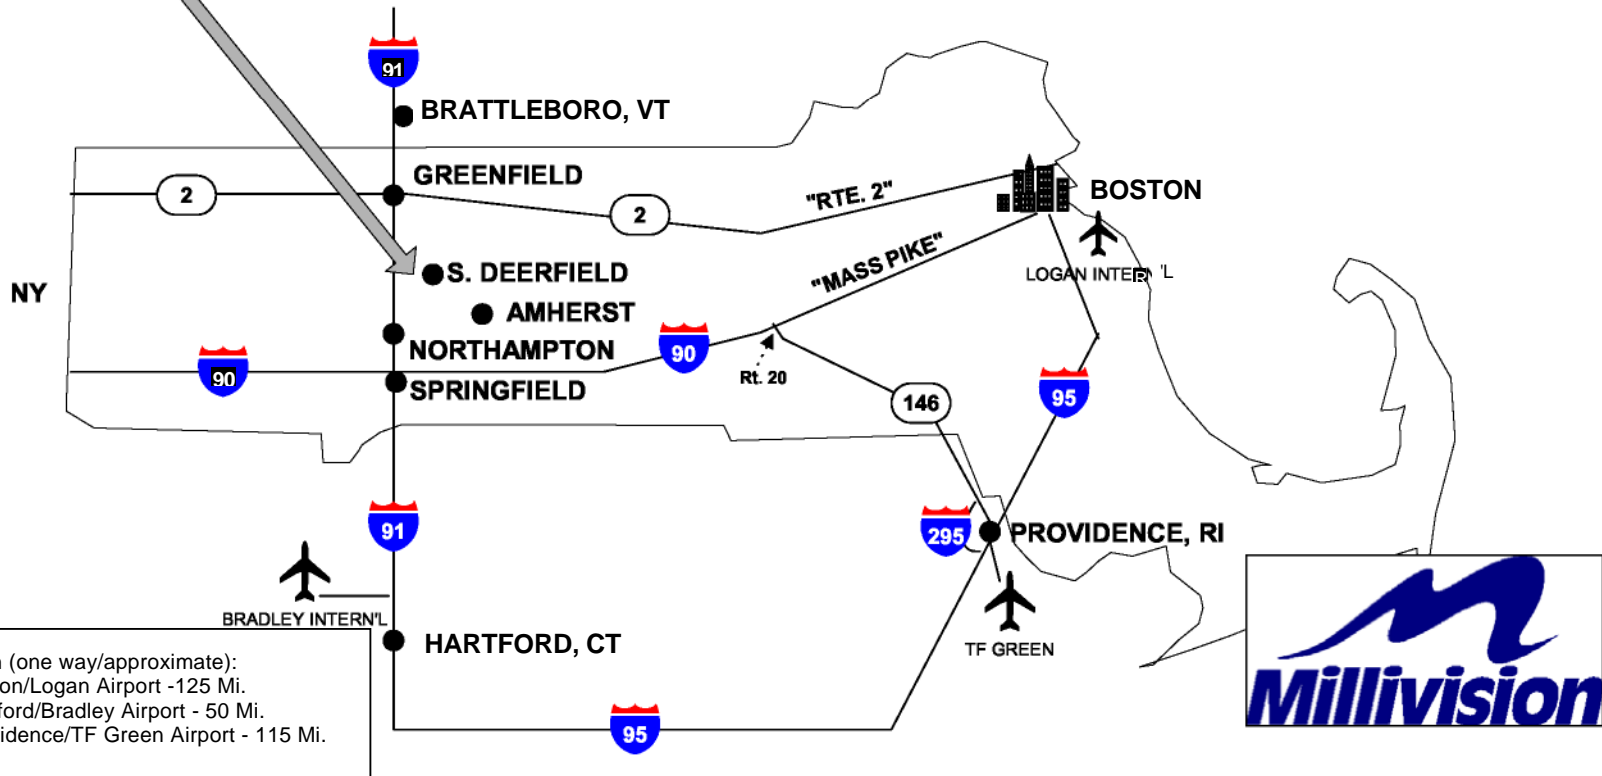 91
BRATTLEBORO, VT
GREENFIELD
2
2
"RTE. 2"
BOSTON
S. DEERFIELD
"MASS PIKE"
LOGAN INTERN'L
NY
AMHERST
NORTHAMPTON
90
90
Rt. 20
SPRINGFIELD
146
95
91
295
PROVIDENCE, RI
BRADLEY INTERN'L
TF GREEN
HARTFORD, CT
(one way/approximate):
on/Logan Airport -125 Mi.
ford/Bradley Airport - 50 Mi.
idence/TF Green Airport - 115 Mi.
95
Millivision